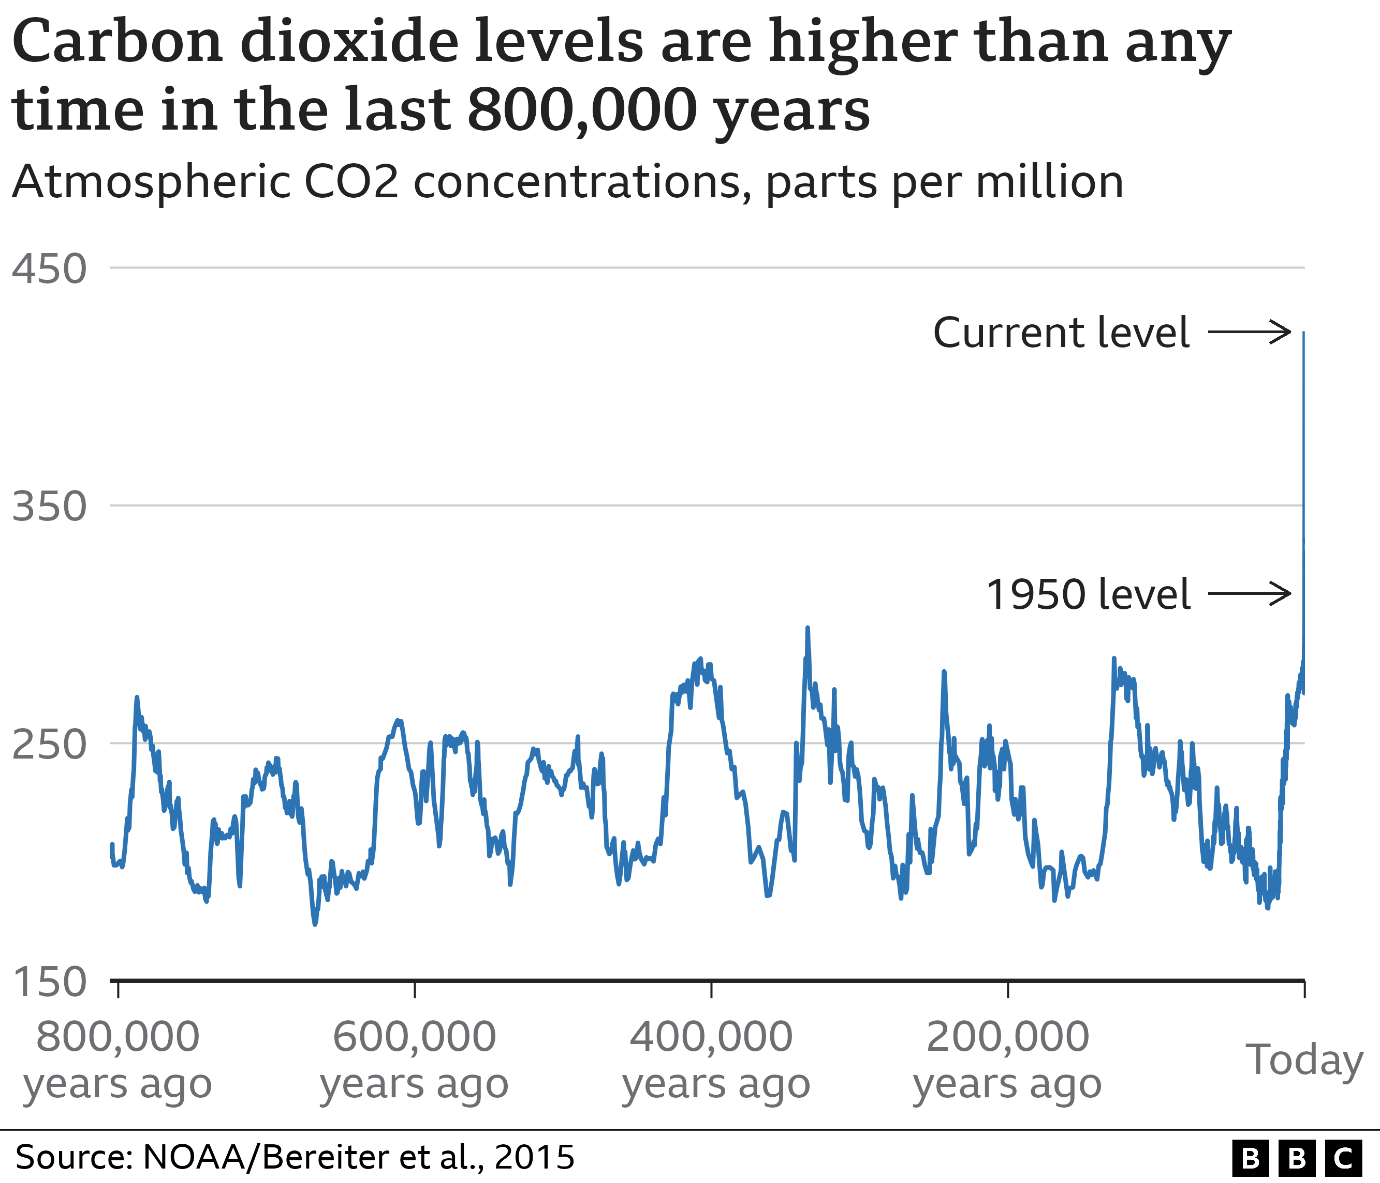 Carbon dioxide levels are higher than any
time in the last 800,000 years
Atmospheric CO2 concentrations, parts per million
450
Current level
350
1950 level
250
150
800,000
years ago
600,000
years ago
400,000
years ago
200,000
years ago
Today
Source: NOAA/Bereiter et al., 2015
BBC